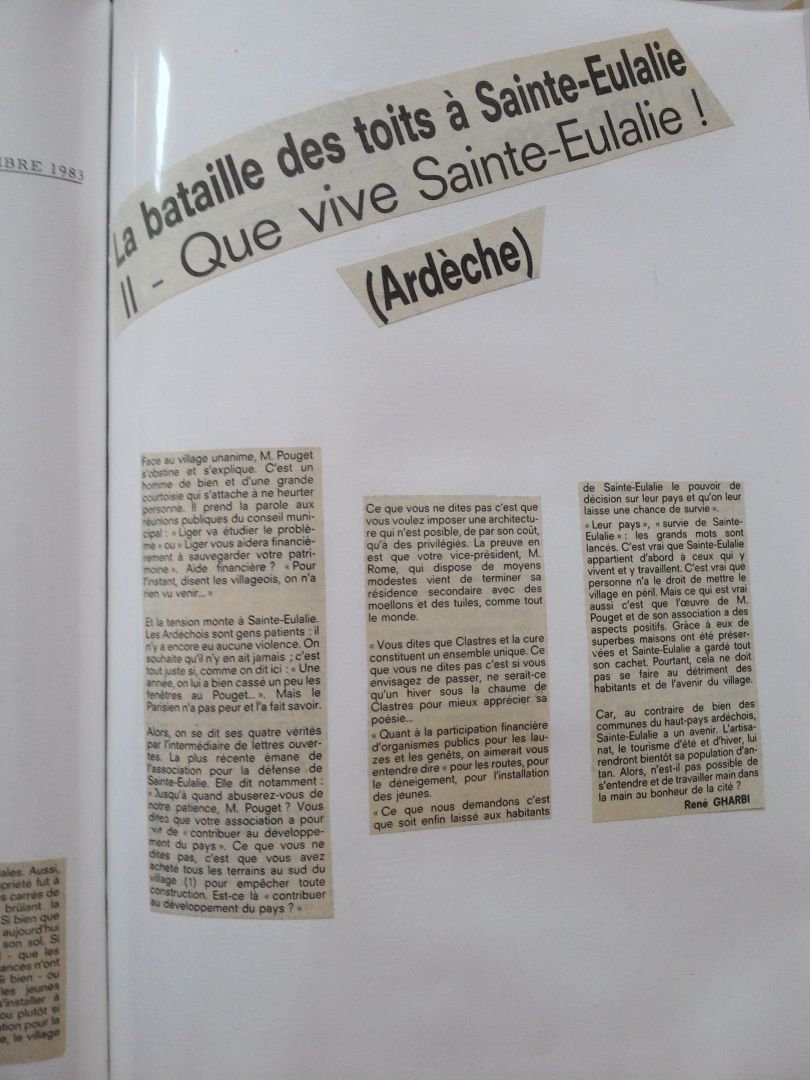 MBRE 1983
La bataille des toits à Sainte-Eulalie
II - Que vive Sainte-Eulalie !
(Ardèche)
Face au village unanime, M. Pouget
s'obstine et s'explique. C'est un
homme de bien et d'une grande
courtoisie qui s'attache à ne heurter
personne. Il prend la parole aux
réunions publiques du conseil muni-
cipal : « Liger va étudier le problè-
me » ou « Liger vous aidera financiè-
rement à sauvegarder votre patri-
moine ». Aide financière ? « Pour
l'instant, disent les villageois, on n'a
rien vu venir... »
Et la tension monte à Sainte-Eulalie.
Les Ardéchois sont gens patients : il
n'y a encore eu aucune violence. On
souhaite qu'il n'y en ait jamais ; c'est
tout juste si, comme on dit ici : « Une
année, on lui a bien cassé un peu les
fenêtres au Pouget... ». Mais le
Parisien n'a pas peur et l'a fait savoir.
Alors, on se dit ses quatre vérités
par l'intermédiaire de lettres ouver-
tes. La plus récente émane de
l'association pour la défense de
Sainte-Eulalie. Elle dit notamment :
« Jusqu'à quand abuserez-vous de
notre patience, M. Pouget ? Vous
dites que votre association a pour
but de « contribuer au développe-
ment du pays ». Ce que vous ne
dites pas, c'est que vous avez
acheté tous les terrains au sud du
village (1) pour empêcher toute
construction. Est-ce là « contribuer
au développement du pays ? »
Ce que vous ne dites pas c'est que
vous voulez imposer une architectu-
re qui n'est posible, de par son coût,
qu'à des privilégiés. La preuve en
est que votre vice-président, M.
Rome, qui dispose de moyens
modestes vient de terminer sa
résidence secondaire avec des
moellons et des tuiles, comme tout
le monde.
« Vous dites que Clastres et la cure
constituent un ensemble unique. Ce
que vous ne dites pas c'est si vous
envisagez de passer, ne serait-ce
qu'un hiver sous la chaume de
Clastres pour mieux apprécier sa
poésie...
« Quant à la participation financière
d'organismes publics pour les lau-
zes et les genêts, on aimerait vous
entendre dire « pour les routes, pour
le déneigement, pour l'installation
des jeunes.
« Ce que nous demandons c'est
que soit enfin laissé aux habitants
de Sainte-Eulalie le pouvoir de
décision sur leur pays et qu'on leur
laisse une chance de survie ».
« Leur pays », « survie de Sainte-
Eulalie » : les grands mots sont
lancés. C'est vrai que Sainte-Eulalie
appartient d'abord à ceux qui y
vivent et y travaillent. C'est vrai que
personne n'a le droit de mettre le
village en péril. Mais ce qui est vrai
aussi c'est que l'œuvre de M.
Pouget et de son association a des
aspects positifs. Grâce à eux de
superbes maisons ont été préser-
vées et Sainte-Eulalie a gardé tout
son cachet. Pourtant, cela ne doit
pas se faire au détriment des
habitants et de l'avenir du village.
Car, au contraire de bien des
communes du haut-pays ardéchois,
Sainte-Eulalie a un avenir. L'artisa-
nat, le tourisme d'été et d'hiver, lui
rendront bientôt sa population d'an-
tan. Alors, n'est-il pas possible de
s'entendre et de travailler main dans
la main au bonheur de la cité ?
René GHARBI
ales. Aussi,
opriété fut à
s carrés de
brûlant la
Si bien que
aujourd'hui
son sol. Si
- que les
ances n'ont
Si bien - ou
les jeunes
s'installer à
ou plutôt si
ation pour la
e, le village